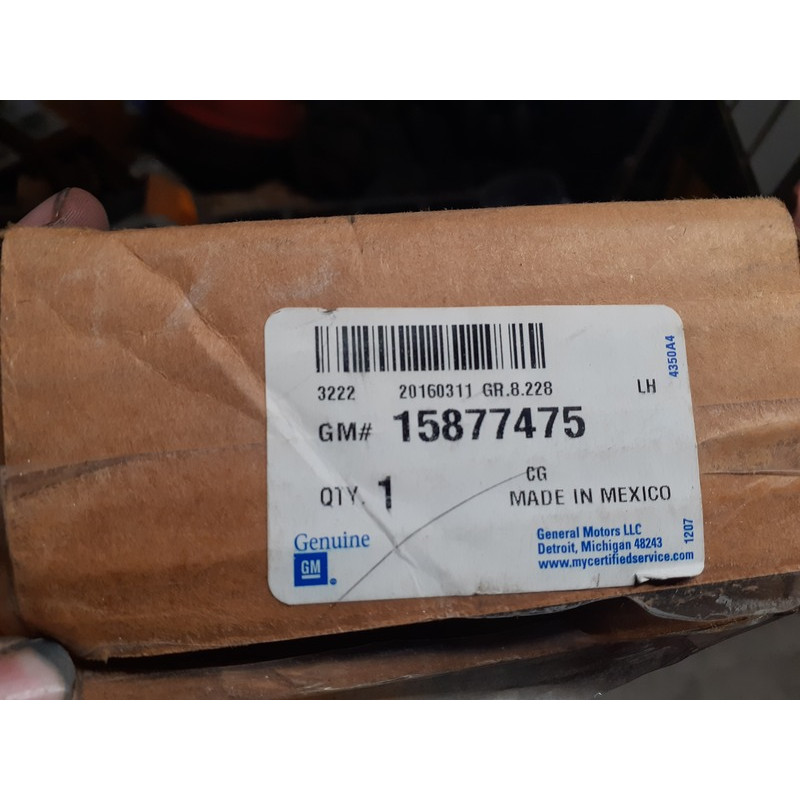 3222 20160311 GR.8.228 LH
4350A4
GM# 15877475
CG
QTY. 1 MADE IN MEXICO
Genuine
GM
General Motors LLC
Detroit, Michigan 48243
www.mycertifiedservice.com
1207